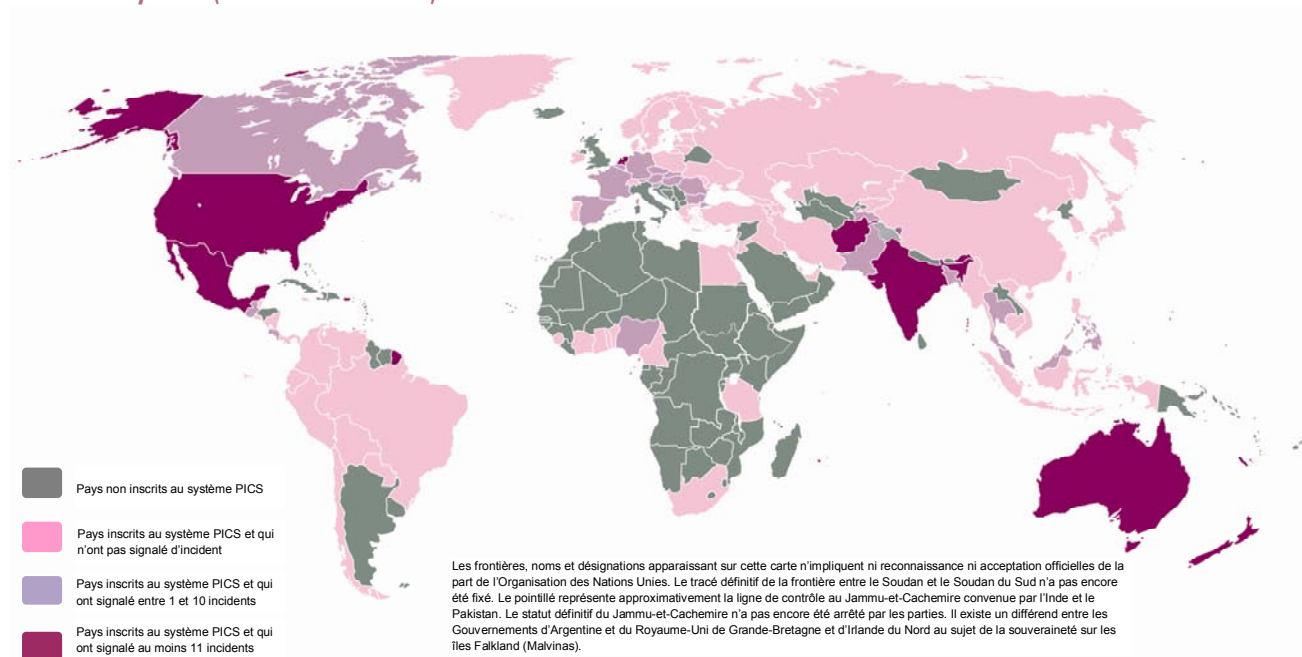 Pays non inscrits au système PICS
Pays inscrits au système PICS et qui
n'ont pas signalé d'incident
Pays inscrits au système PICS et qui
ont signalé entre 1 et 10 incidents
Pays inscrits au système PICS et qui
ont signalé au moins 11 incidents
Les frontières, noms et désignations apparaissant sur cette carte n'impliquent ni reconnaissance ni acceptation officielles de la
part de l'Organisation des Nations Unies. Le tracé définitif de la frontière entre le Soudan et le Soudan du Sud n'a pas encore
été fixé. Le pointillé représente approximativement la ligne de contrôle au Jammu-et-Cachemire convenue par l'Inde et le
Pakistan. Le statut définitif du Jammu-et-Cachemire n'a pas encore été arrêté par les parties. Il existe un différend entre les
Gouvernements d'Argentine et du Royaume-Uni de Grande-Bretagne et d'Irlande du Nord au sujet de la souveraineté sur les
îles Falkland (Malvinas).